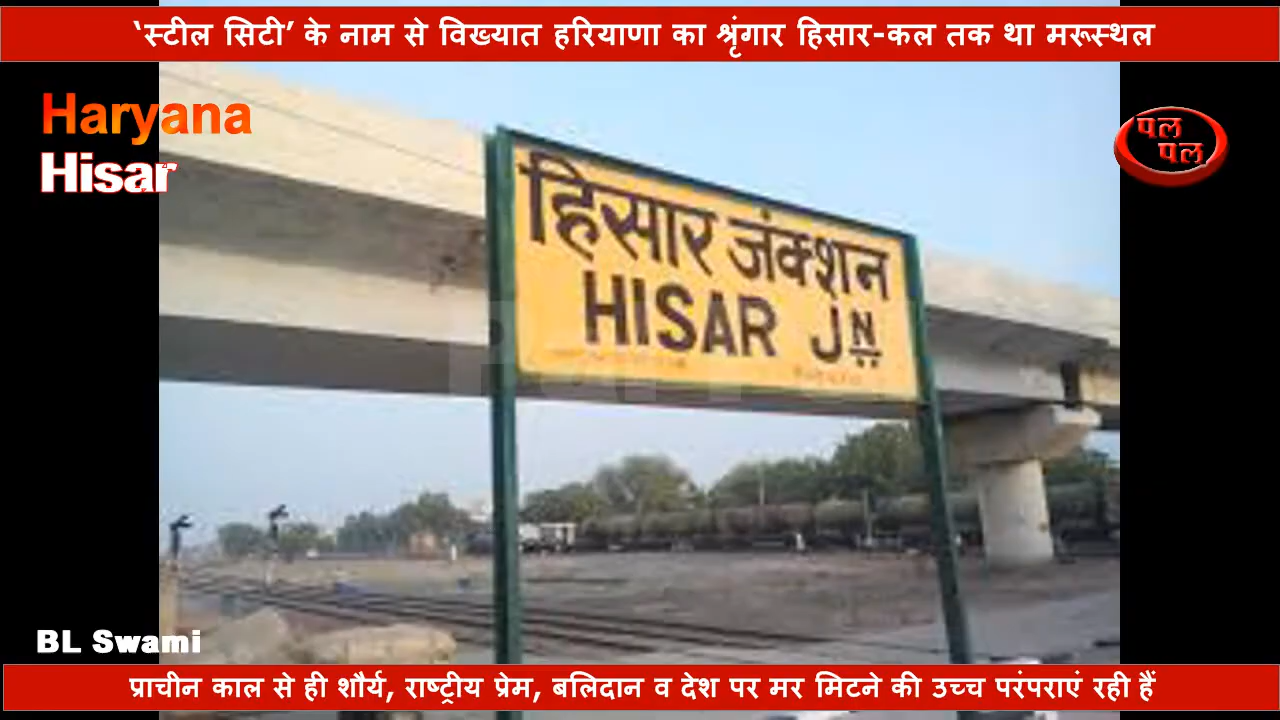 ‘स्टील सिटी’ के नाम से विख्यात हरियाणा का श्रृंगार हिसार-कल तक था मरूस्थल
Haryana
Hisar
पल
पल
हिसार जंक्शन
HISAR JN
BL Swami
प्राचीन काल से ही शौर्य, राष्ट्रीय प्रेम, बलिदान व देश पर मर मिटने की उच्च परंपराएं रही हैं